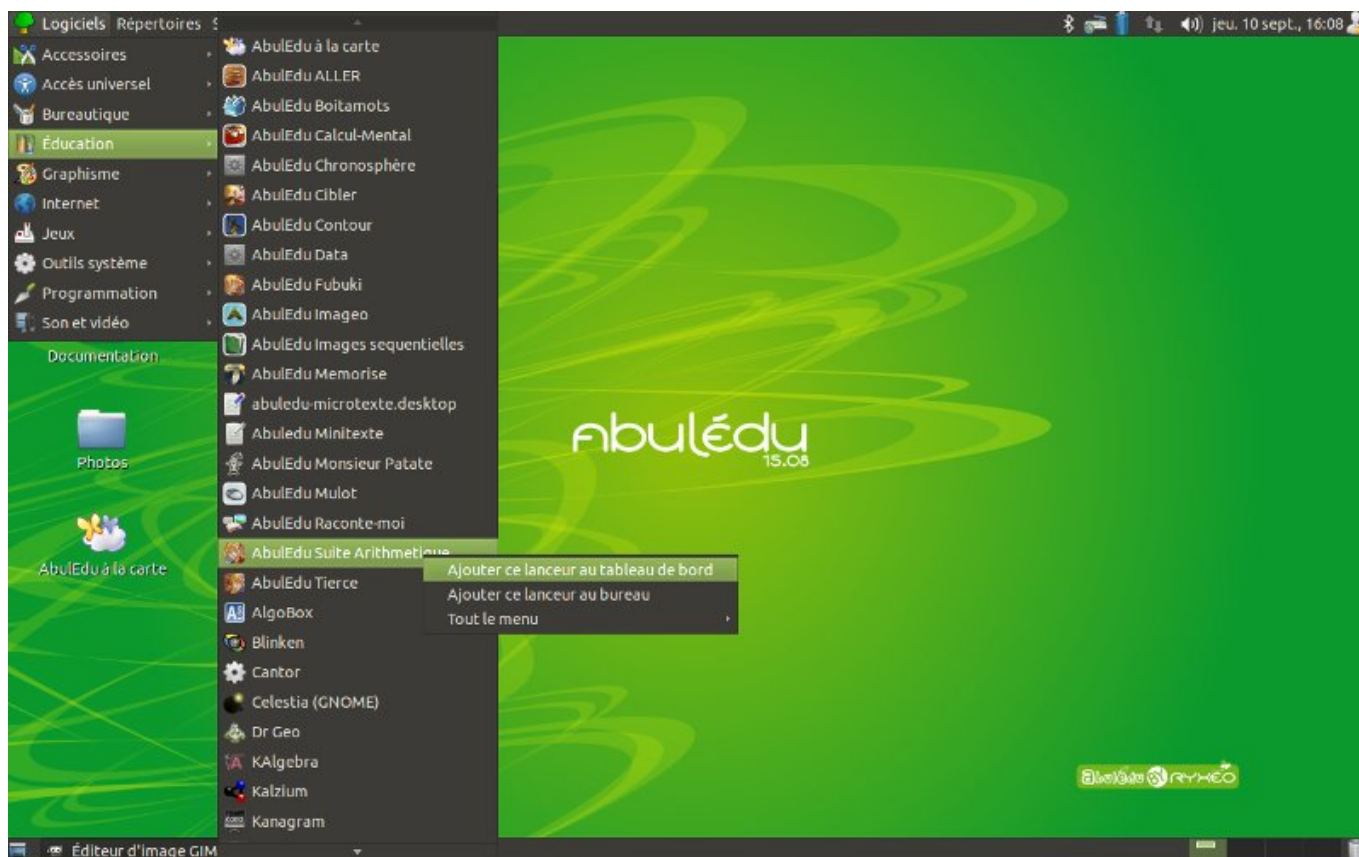 Logiciels Répertoires
jeu. 10 sept., 16:08
Accessoires
Accès universel
Bureautique
Éducation
Graphisme
Internet
Jeux
Outils système
Programmation
Son et vidéo
AbulEdu à la carte
AbulEdu ALLER
AbulEdu Boitamots
AbulEdu Calcul-Mental
AbulEdu Chronosphère
AbulEdu Cibler
AbulEdu Contour
AbulEdu Data
AbulEdu Fubuki
AbulEdu Imageo
AbulEdu Images sequentielles
AbulEdu Memorise
abuledu-microtexte.desktop
Abuledu Minitexte
AbulEdu Monsieur Patate
AbulEdu Mulot
AbulEdu Raconte-moi
AbulEdu Suite Arithmetique
AbulEdu Tierce
AlgoBox
Blinken
Cantor
Celestia (GNOME)
Dr Geo
KAlgebra
Kalzium
Kanagram
Ajouter ce lanceur au tableau de bord
Ajouter ce lanceur au bureau
Tout le menu
Documentation
Photos
AbulEdu à la carte
abulédu
15.08
abulédu RYXEO
Éditeur d'image GIM